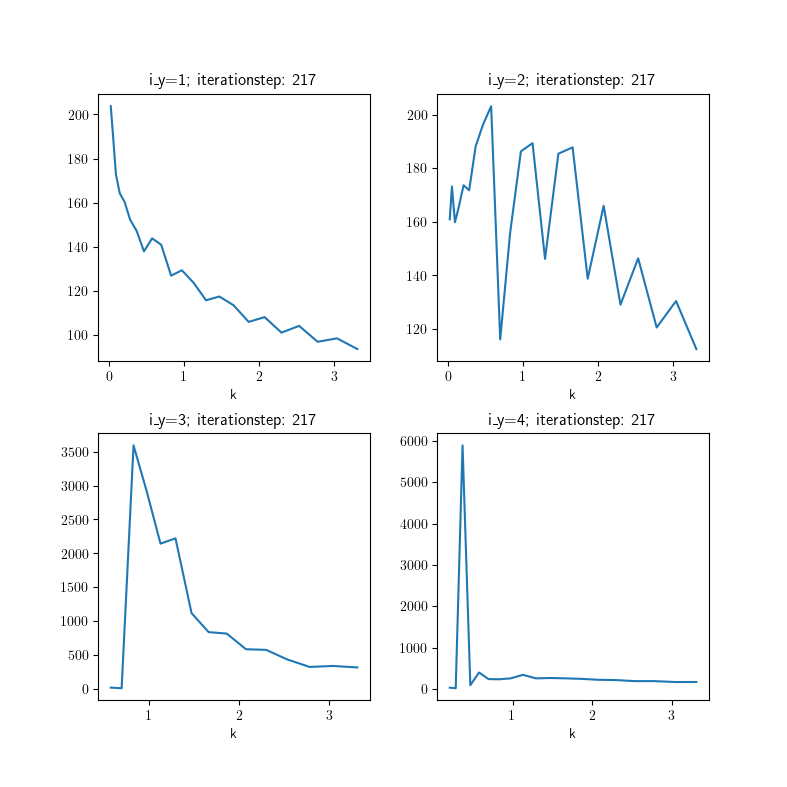 i_y=1; iterationstep: 217
200
180
160
140
120
100
0 1 2 3
k
i_y=2; iterationstep: 217
200
180
160
140
120
0 1 2 3
k
i_y=3; iterationstep: 217
3500
3000
2500
2000
1500
1000
500
0
1 2 3
k
i_y=4; iterationstep: 217
6000
5000
4000
3000
2000
1000
0
1 2 3
k